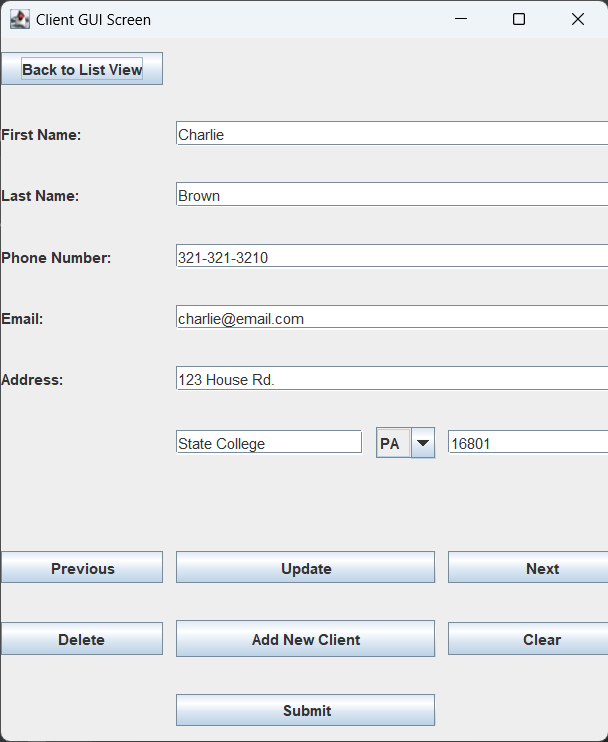 Client GUI Screen
Back to List View
First Name: Charlie
Last Name: Brown
Phone Number: 321-321-3210
Email: charlie@email.com
Address: 123 House Rd.
State College PA 16801
Previous Update Next
Delete Add New Client Clear
Submit